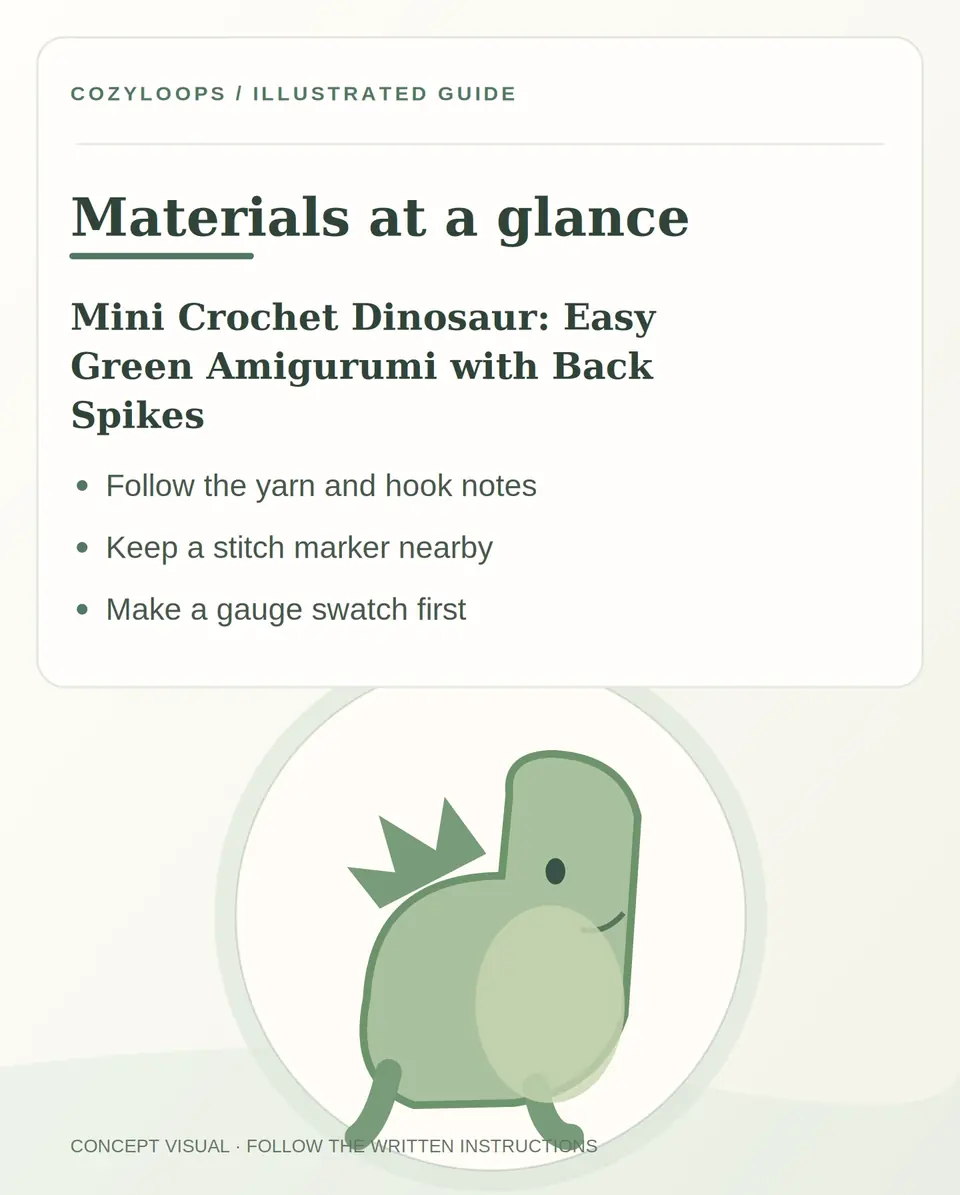 COZYLOOPS / ILLUSTRATED GUIDE
Materials at a glance
Mini Crochet Dinosaur: Easy
Green Amigurumi with Back
Spikes
• Follow the yarn and hook notes
• Keep a stitch marker nearby
• Make a gauge swatch first
CONCEPT VISUAL · FOLLOW THE WRITTEN INSTRUCTIONS